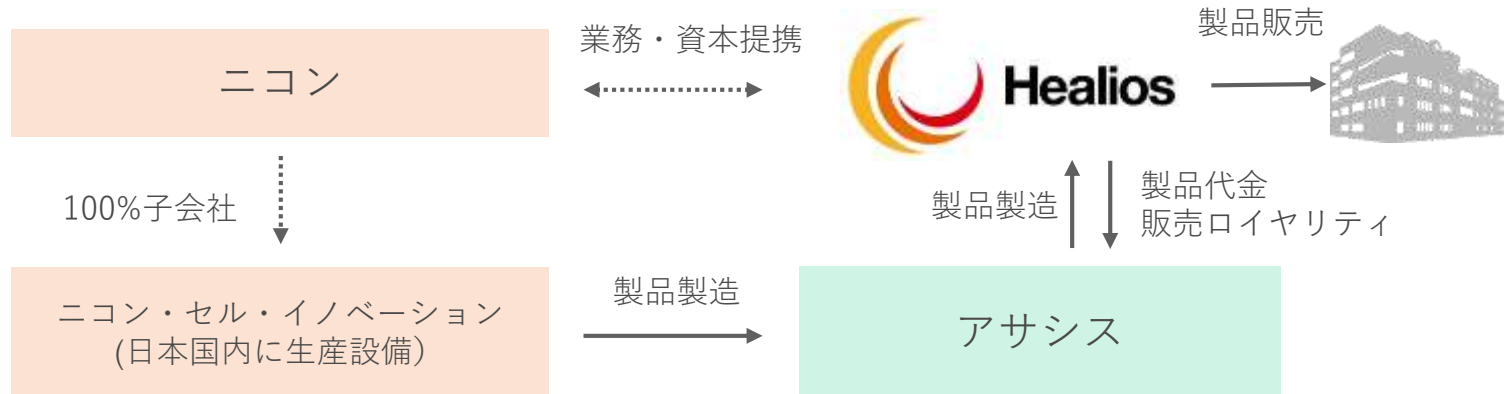 ニコン
業務・資本提携
Healios
製品販売
100%子会社
製品製造
製品代金
販売ロイヤリティ
ニコン・セル・イノベーション
(日本国内に生産設備）
製品製造
アサシス